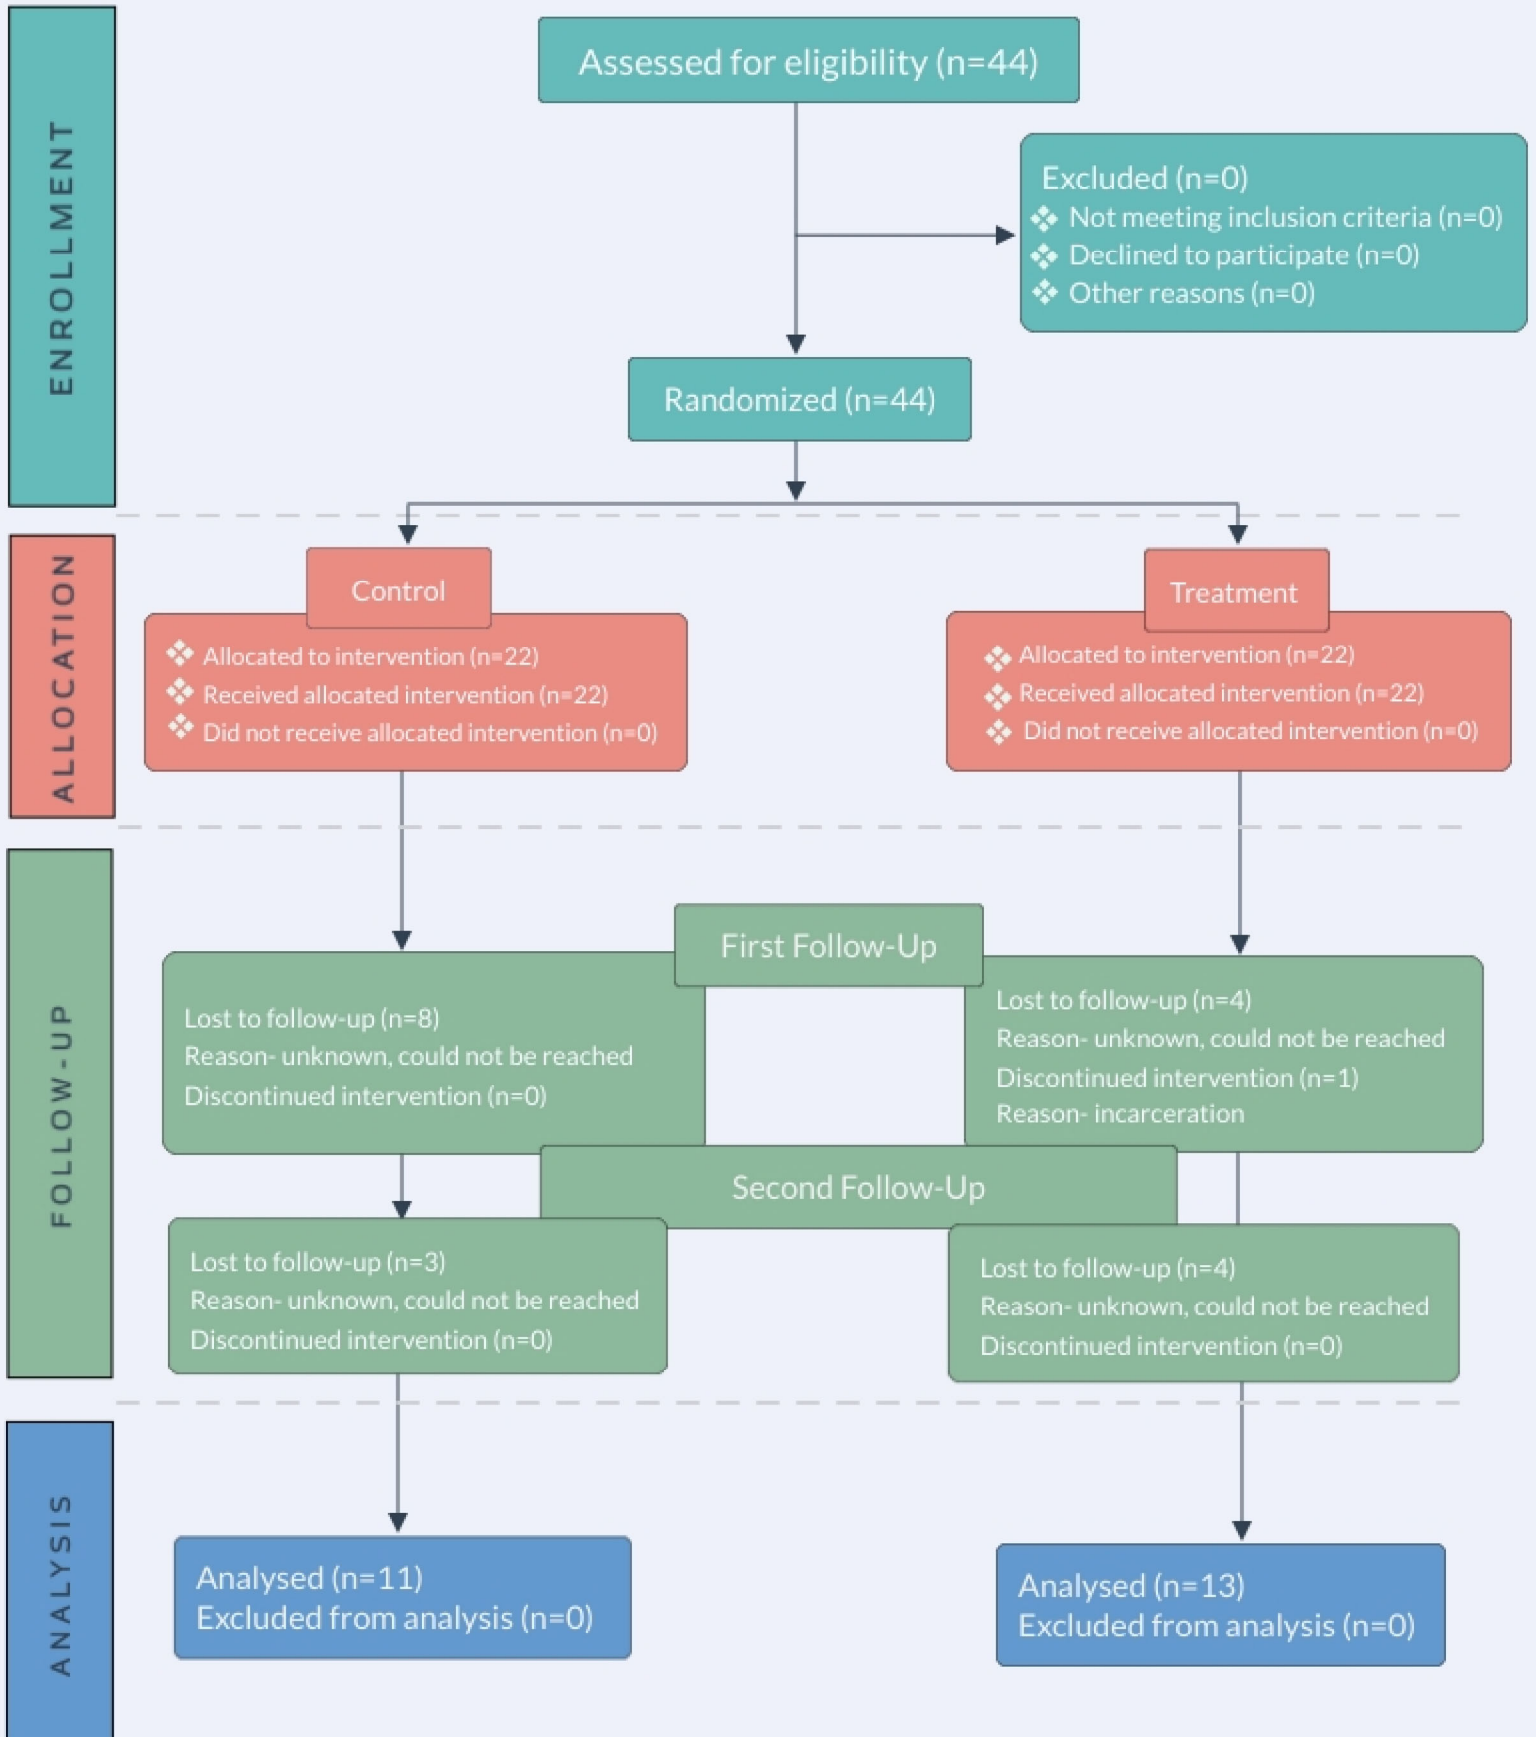 ENROLLMENT
Assessed for eligibility (n=44)
Excluded (n=0)
❖ Not meeting inclusion criteria (n=0)
❖ Declined to participate (n=0)
❖ Other reasons (n=0)
Randomized (n=44)
ALLOCATION
Control
❖ Allocated to intervention (n=22)
❖ Received allocated intervention (n=22)
❖ Did not receive allocated intervention (n=0)
Treatment
❖ Allocated to intervention (n=22)
❖ Received allocated intervention (n=22)
❖ Did not receive allocated intervention (n=0)
FOLLOW-UP
First Follow-Up
Lost to follow-up (n=8)
Reason- unknown, could not be reached
Discontinued intervention (n=0)
Lost to follow-up (n=4)
Reason- unknown, could not be reached
Discontinued intervention (n=1)
Reason- incarceration
Second Follow-Up
Lost to follow-up (n=3)
Reason- unknown, could not be reached
Discontinued intervention (n=0)
Lost to follow-up (n=4)
Reason- unknown, could not be reached
Discontinued intervention (n=0)
ANALYSIS
Analysed (n=11)
Excluded from analysis (n=0)
Analysed (n=13)
Excluded from analysis (n=0)